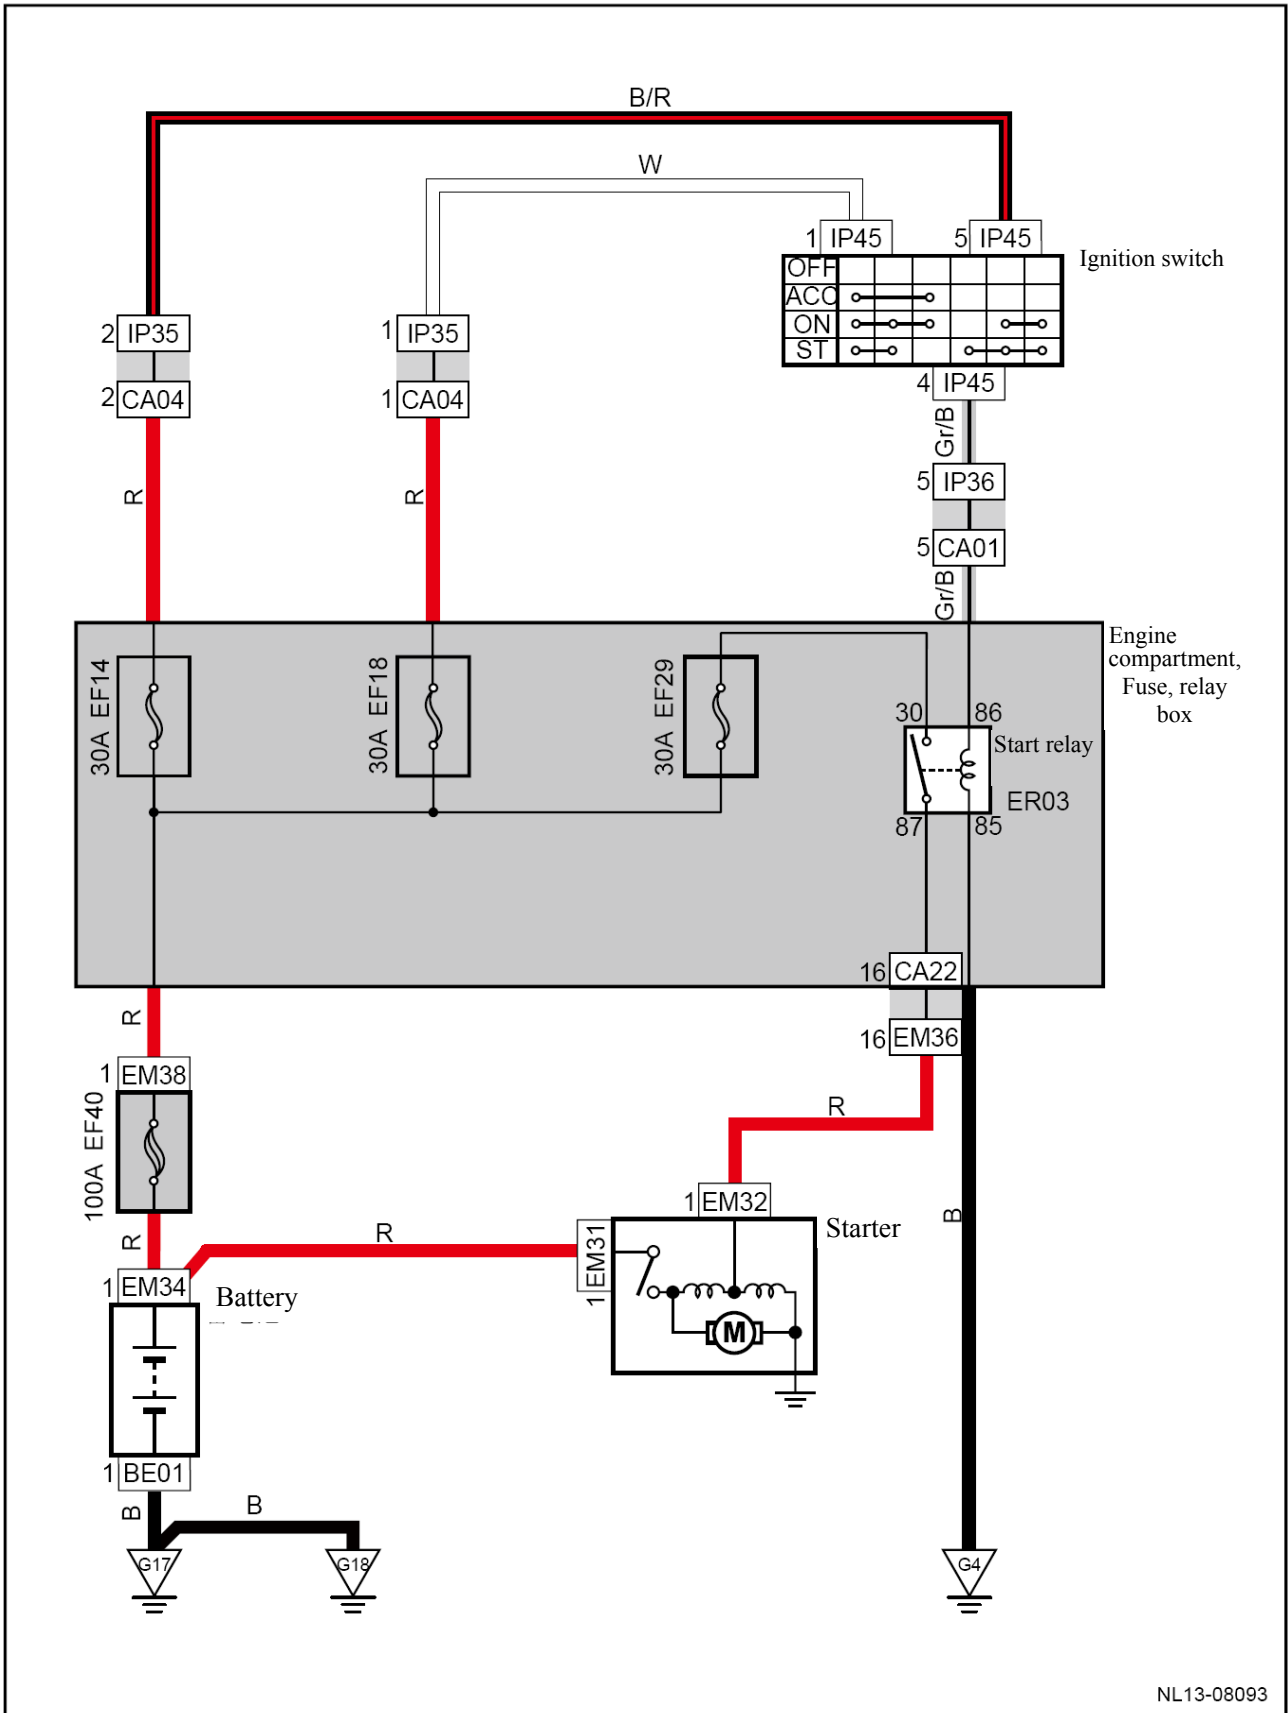 B/R
W
1 IP45
5 IP45
Ignition switch
OFF
ACC
ON
ST
2 IP35
1 IP35
2 CA04
1 CA04
4 IP45
Gr/B
5 IP36
5 CA01
Gr/B
R
R
Engine
compartment,
Fuse, relay
box
30A EF14
30A EF18
30A EF29
30
86
Start relay
ER03
87
85
16 CA22
16 EM36
R
1 EM38
100A EF40
R
R
R
1 EM32
1 EM31
Starter
M
B
1 EM34
Battery
1 BE01
B
B
G17
G18
G4
NL13-08093